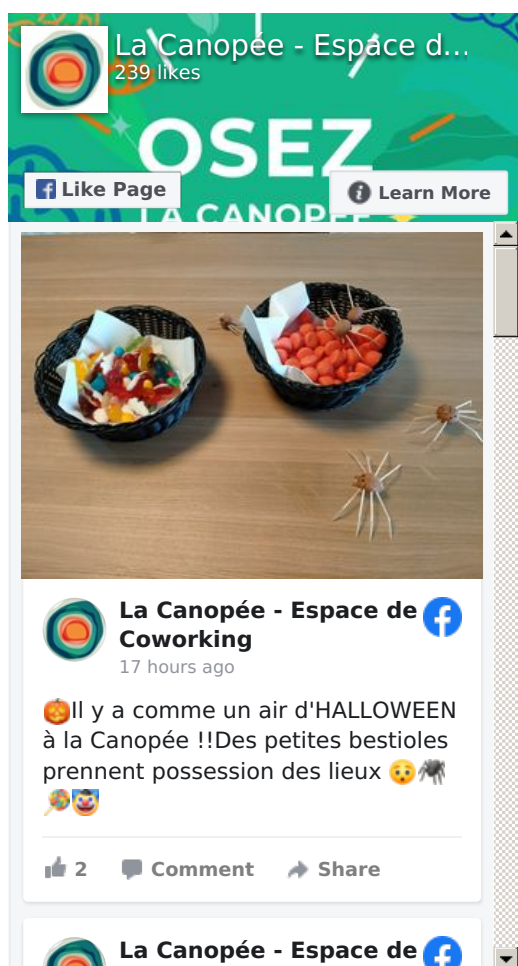 La Canopée - Espace d...
239 likes
OSEZ
Like Page
Learn More
LA CANOPÉE
La Canopée - Espace de
Coworking
17 hours ago
🎃Il y a comme un air d'HALLOWEEN
à la Canopée !!Des petites bestioles
prennent possession des lieux 😯🕷
🍭🤡
2
Comment
Share
La Canopée - Espace de